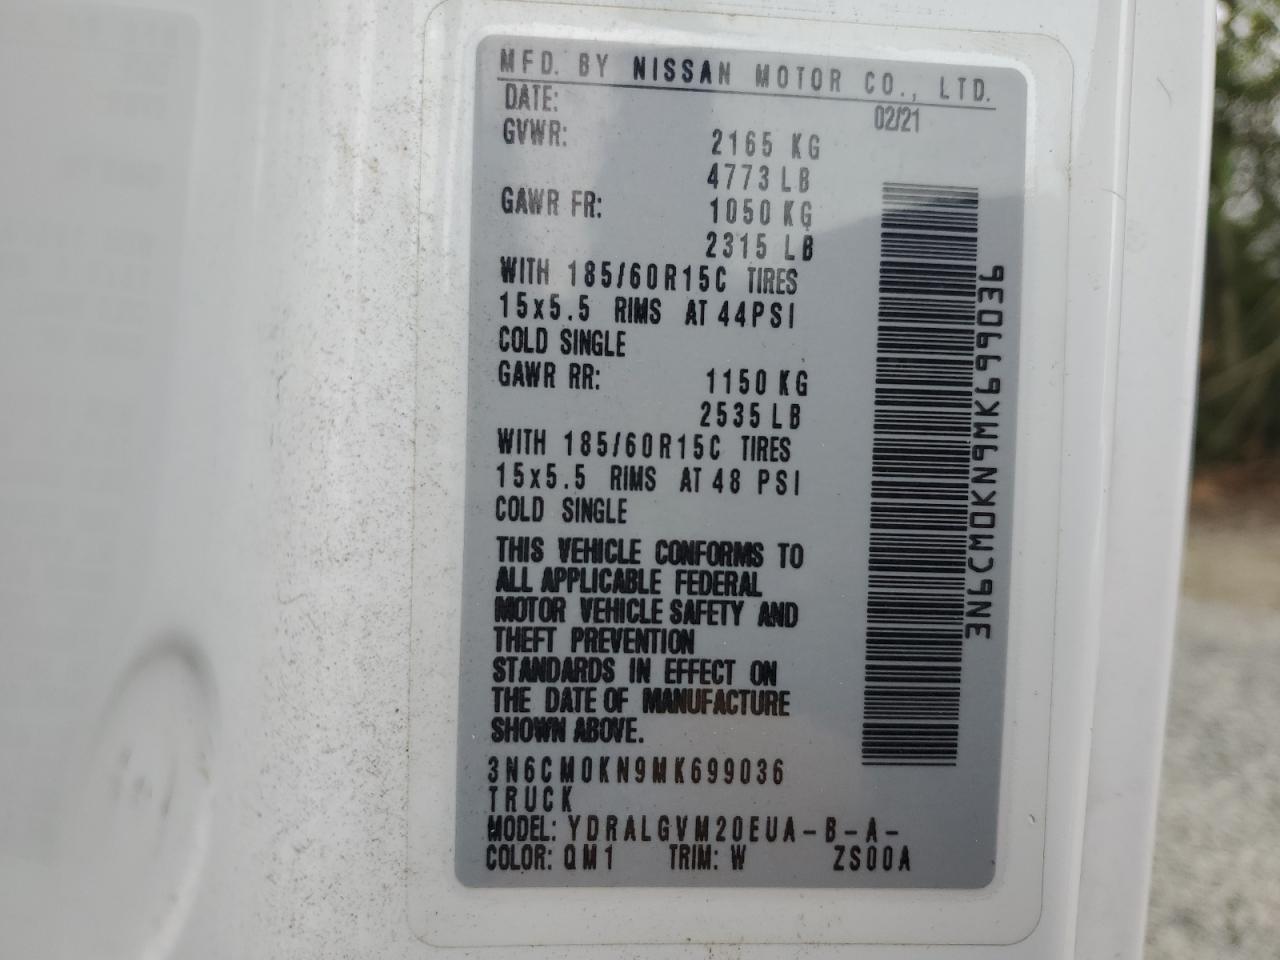 MFD. BY NISSAN MOTOR CO., LTD.
DATE: 02/21
GVWR: 2165 KG
4773 LB
GAWR FR: 1050 KG
2315 LB
WITH 185/60R15C TIRES
15x5.5 RIMS AT 44PSI
COLD SINGLE
GAWR RR: 1150 KG
2535 LB
WITH 185/60R15C TIRES
15x5.5 RIMS AT 48 PSI
COLD SINGLE
THIS VEHICLE CONFORMS TO
ALL APPLICABLE FEDERAL
MOTOR VEHICLE SAFETY AND
THEFT PREVENTION
STANDARDS IN EFFECT ON
THE DATE OF MANUFACTURE
SHOWN ABOVE.
3N6CM0KN9MK699036
TRUCK
MODEL: YDRALGVM20EUA-B-A-
COLOR: QM1 TRIM: W ZS00A
3N6CM0KN9MK699036